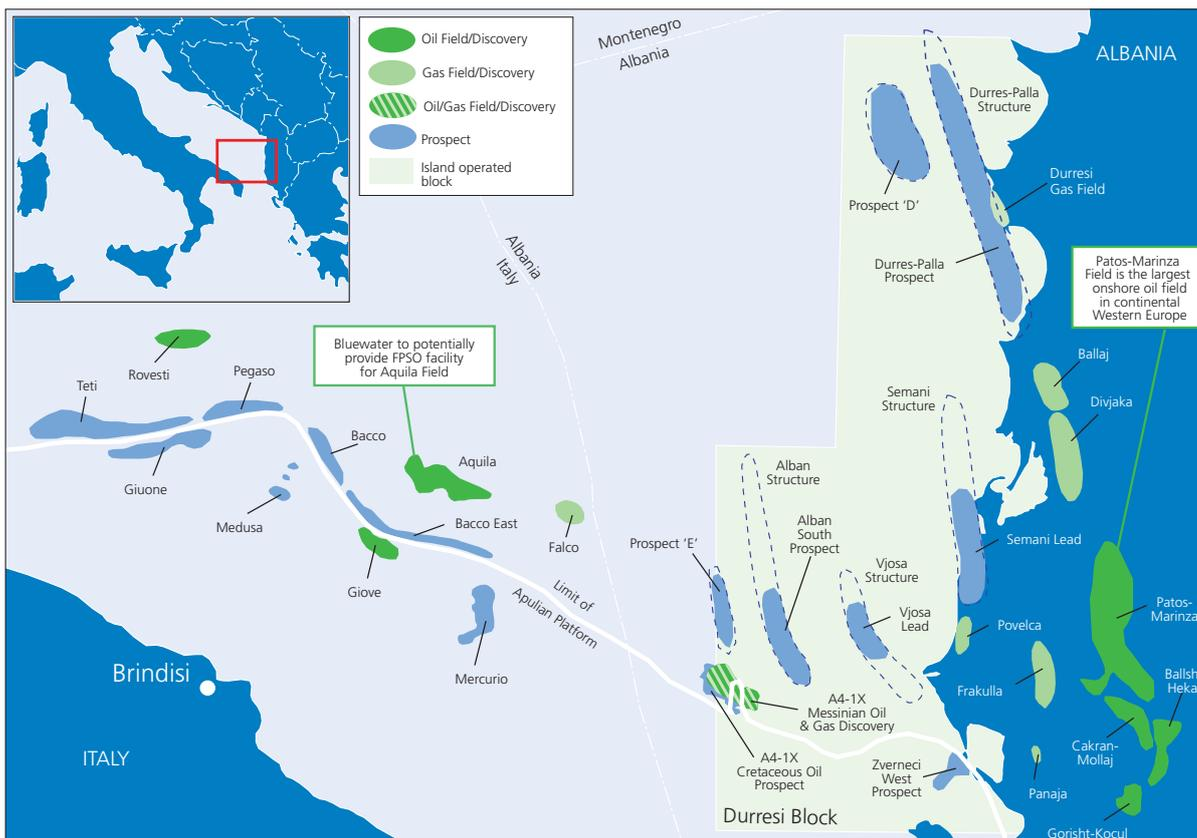 Oil Field/Discovery
Gas Field/Discovery
Oil/Gas Field/Discovery
Prospect
Island operated
block
Montenegro
Albania
ALBANIA
Durres-Palla
Structure
Prospect ‘D’
Durresi
Gas Field
Durres-Palla
Prospect
Albania
Italy
Patos-Marinza
Field is the largest
onshore oil field
in continental
Western Europe
Bluewater to potentially
provide FPSO facility
for Aquila Field
Rovesti
Teti
Pegaso
Giuone
Bacco
Medusa
Aquila
Bacco East
Giove
Falco
Mercurio
Limit of
Apulian Platform
Ballaj
Divjaka
Semani
Structure
Alban
Structure
Alban
South
Prospect
Prospect ‘E’
Vjosa
Structure
Vjosa
Lead
Semani Lead
Povelca
Patos-
Marinza
Frakulla
Ballsh
Heka
Cakran-
Mollaj
Panaja
Gorisht-Kocul
A4-1X
Messinian Oil
& Gas Discovery
A4-1X
Cretaceous Oil
Prospect
Zverneci
West
Prospect
Durresi Block
Brindisi
ITALY